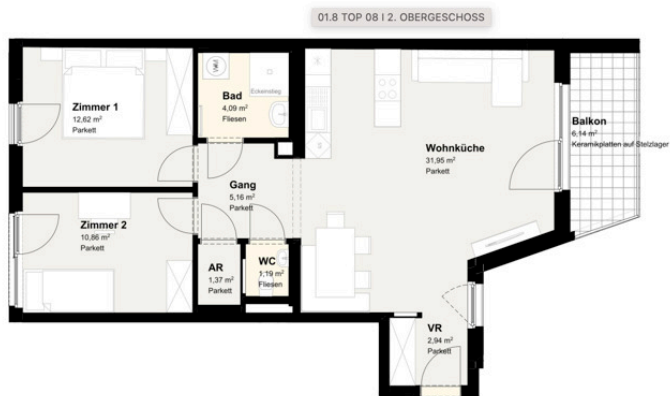 01.8 TOP 08 I 2. OBERGESCHOSS
Zimmer 1
12,62 m²
Parkett
Bad
4,09 m²
Fliesen
Eckeinstieg
Wohnküche
31,95 m²
Parkett
Balkon
6,14 m²
Keramikplatten auf Stelzlager
Gang
5,16 m²
Parkett
Zimmer 2
10,86 m²
Parkett
AR
1,37 m²
Parkett
WC
1,19 m²
Fliesen
VR
2,94 m²
Parkett